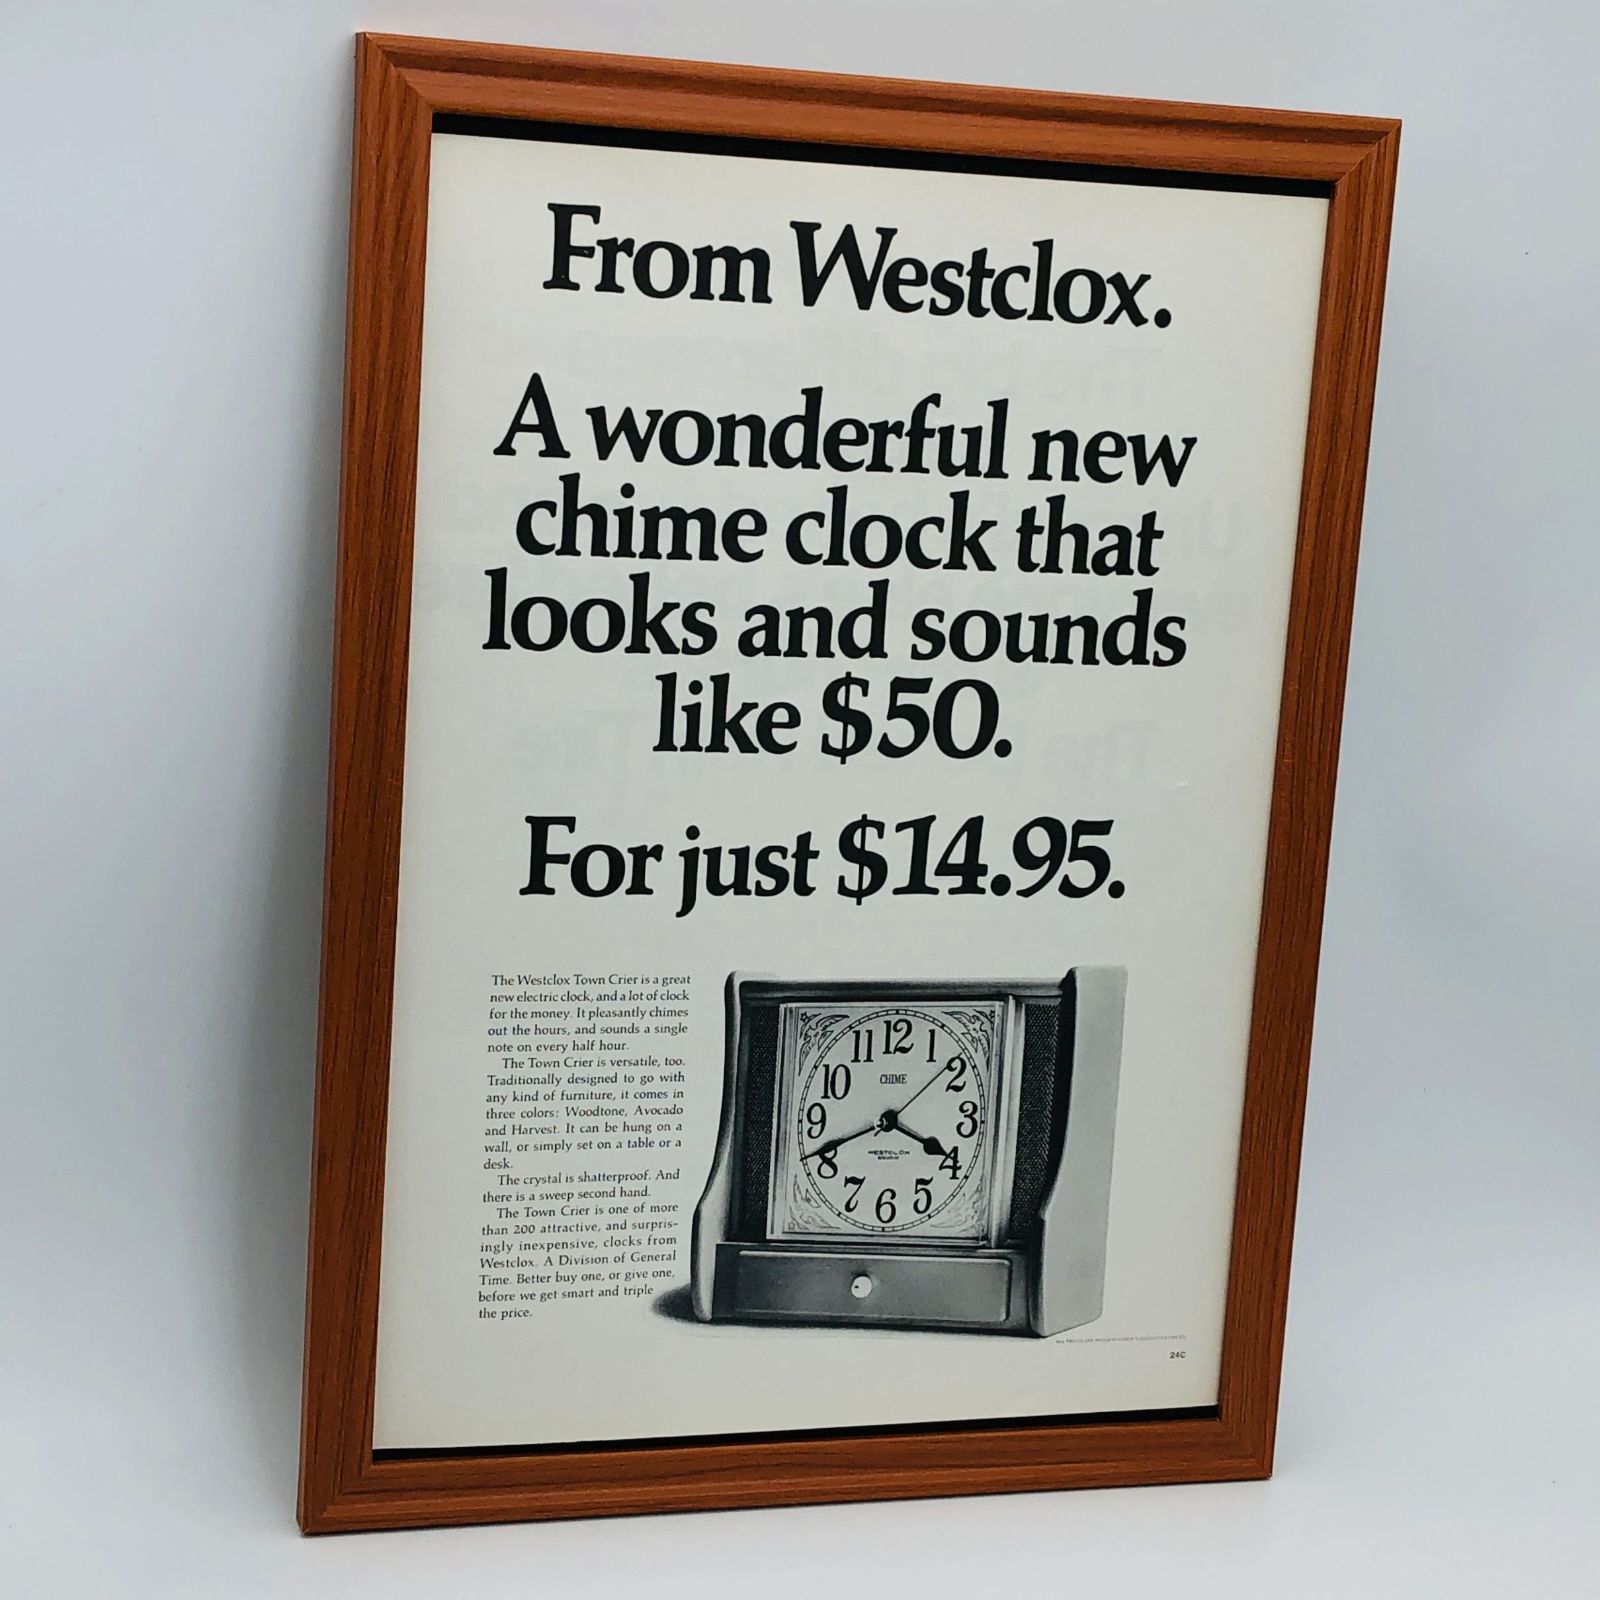 From Westclox.
A wonderful new
chime clock that
looks and sounds
like $50.
For just $14.95.
The Westclox Town Crier is a great
new electric clock, and a lot of clock
for the money. It pleasantly chimes
out the hours, and sounds a single
note on every half hour.
The Town Crier is versatile, too.
Traditionally designed to go with
any kind of furniture, it comes in
three colors: Woodtone, Avocado
and Harvest. It can be hung on a
wall, or simply set on a table or a
desk.
The crystal is shatterproof. And
there is a sweep second hand.
The Town Crier is one of more
than 200 attractive, and surpris-
ingly inexpensive, clocks from
Westclox. A Division of General
Time. Better buy one, or give one,
before we get smart and triple
the price.
12
11 1
10 2
CHIME
9 3
WESTCLOX
8 4
7 5
6
ALL PRICES ARE MANUFACTURER'S SUGGESTED PRICES.
24C